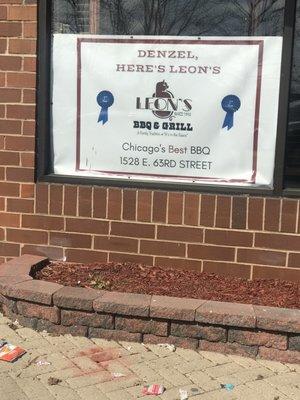 DENZEL,
HERE'S LEON'S
LEON'S
BBQ & GRILL
Chicago's Best BBQ
1528 E. 63RD STREET